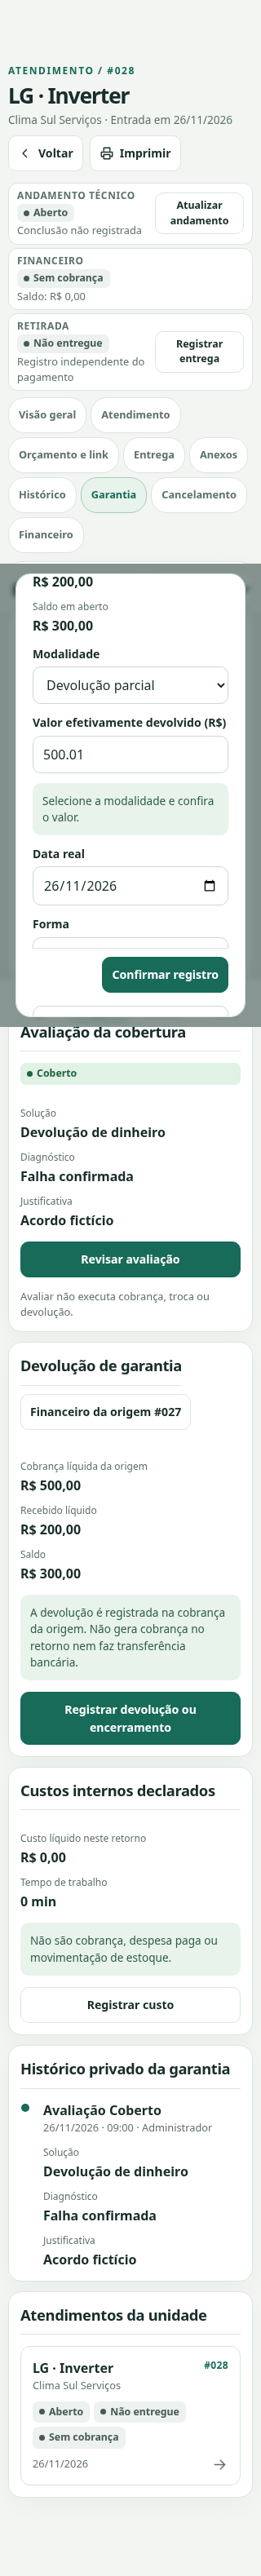 ATENDIMENTO / #028
LG · Inverter
Clima Sul Serviços · Entrada em 26/11/2026
Voltar
Imprimir
ANDAMENTO TÉCNICO
Aberto
Conclusão não registrada
Atualizar
andamento
FINANCEIRO
Sem cobrança
Saldo: R$ 0,00
RETIRADA
Não entregue
Registro independente do
pagamento
Registrar
entrega
Visão geral
Atendimento
Orçamento e link
Entrega
Anexos
Histórico
Garantia
Cancelamento
Financeiro
R$ 200,00
Saldo em aberto
R$ 300,00
Modalidade
Devolução parcial
Valor efetivamente devolvido (R$)
500.01
Selecione a modalidade e confira
o valor.
Data real
26/11/2026
Forma
Confirmar registro
Avaliação da cobertura
Coberto
Solução
Devolução de dinheiro
Diagnóstico
Falha confirmada
Justificativa
Acordo fictício
Revisar avaliação
Avaliar não executa cobrança, troca ou
devolução.
Devolução de garantia
Financeiro da origem #027
Cobrança líquida da origem
R$ 500,00
Recebido líquido
R$ 200,00
Saldo
R$ 300,00
A devolução é registrada na cobrança
da origem. Não gera cobrança no
retorno nem faz transferência
bancária.
Registrar devolução ou
encerramento
Custos internos declarados
Custo líquido neste retorno
R$ 0,00
Tempo de trabalho
0 min
Não são cobrança, despesa paga ou
movimentação de estoque.
Registrar custo
Histórico privado da garantia
Avaliação Coberto
26/11/2026 · 09:00 · Administrador
Solução
Devolução de dinheiro
Diagnóstico
Falha confirmada
Justificativa
Acordo fictício
Atendimentos da unidade
LG · Inverter
#028
Clima Sul Serviços
Aberto
Não entregue
Sem cobrança
26/11/2026